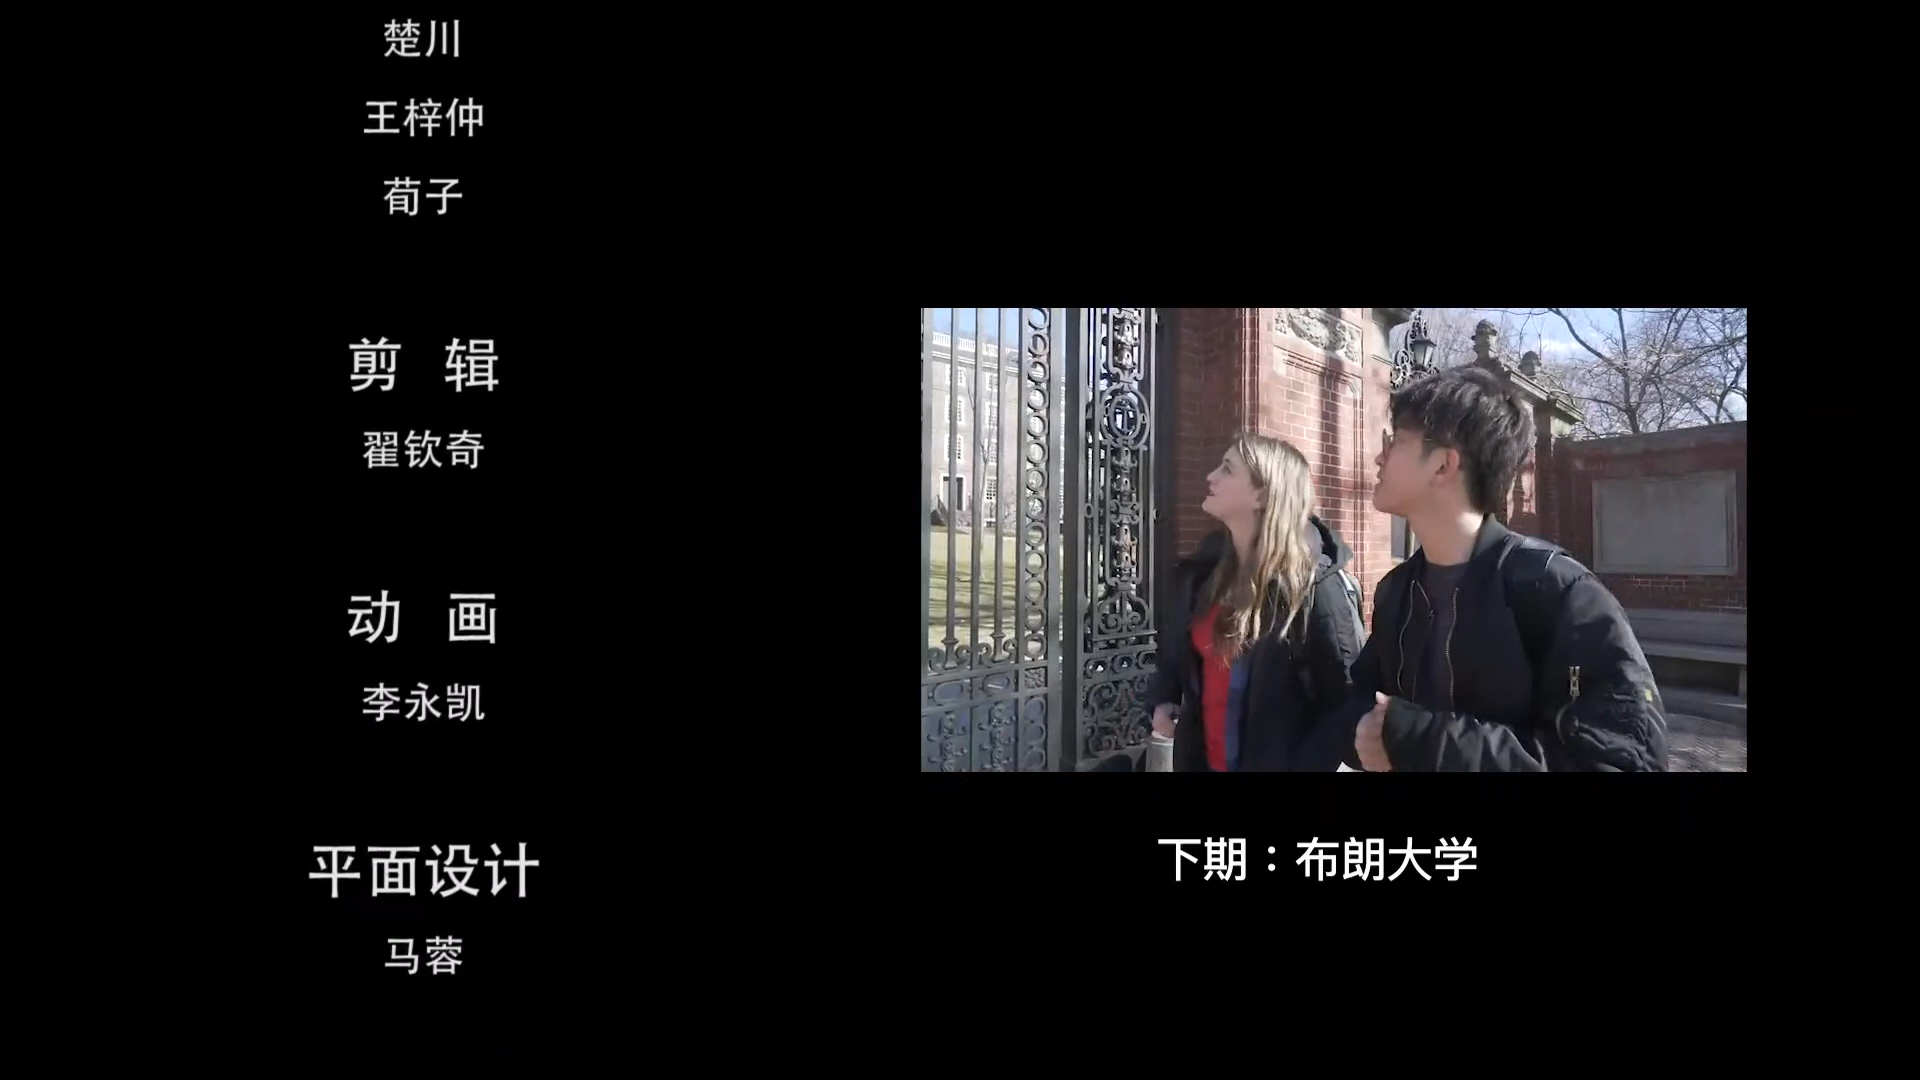 楚川
王梓仲
荀子
剪 辑
翟钦奇
动 画
李永凯
平面设计
马蓉
下期：布朗大学